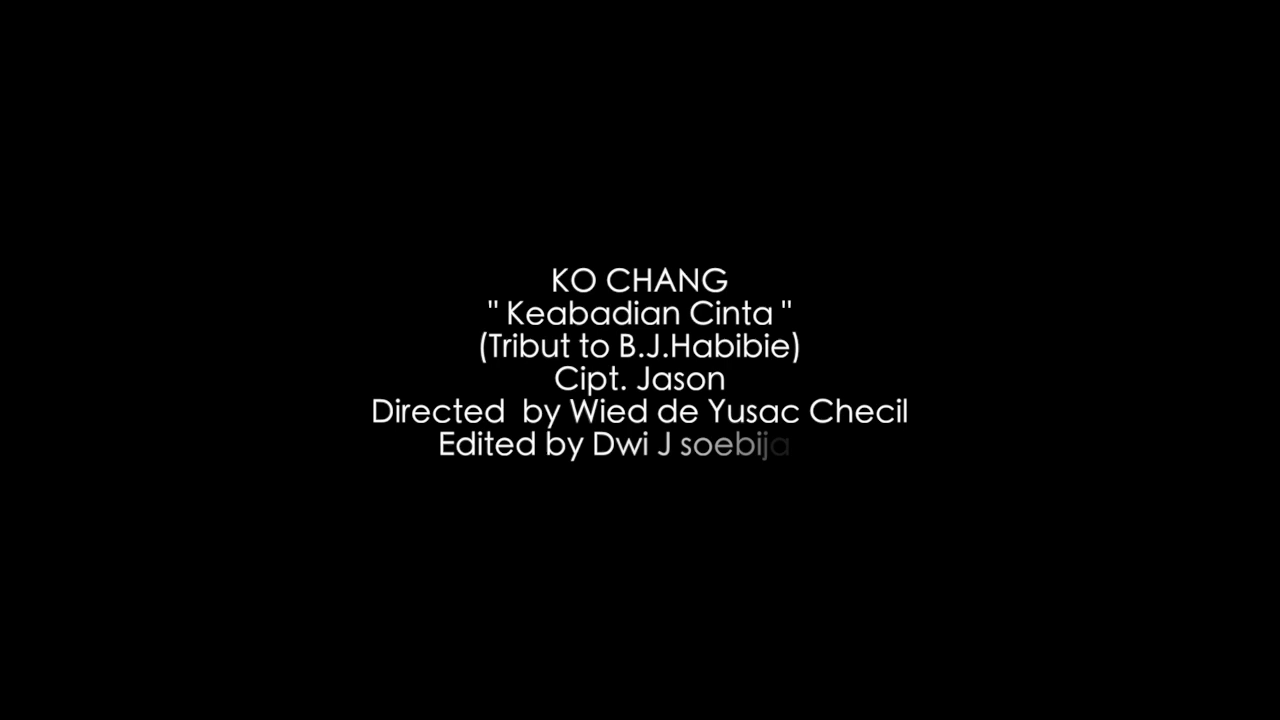 KO CHANG
" Keabadian Cinta "
(Tribut to B.J.Habibie)
Cipt. Jason
Directed  by Wied de Yusac Checil
Edited by Dwi J soebija